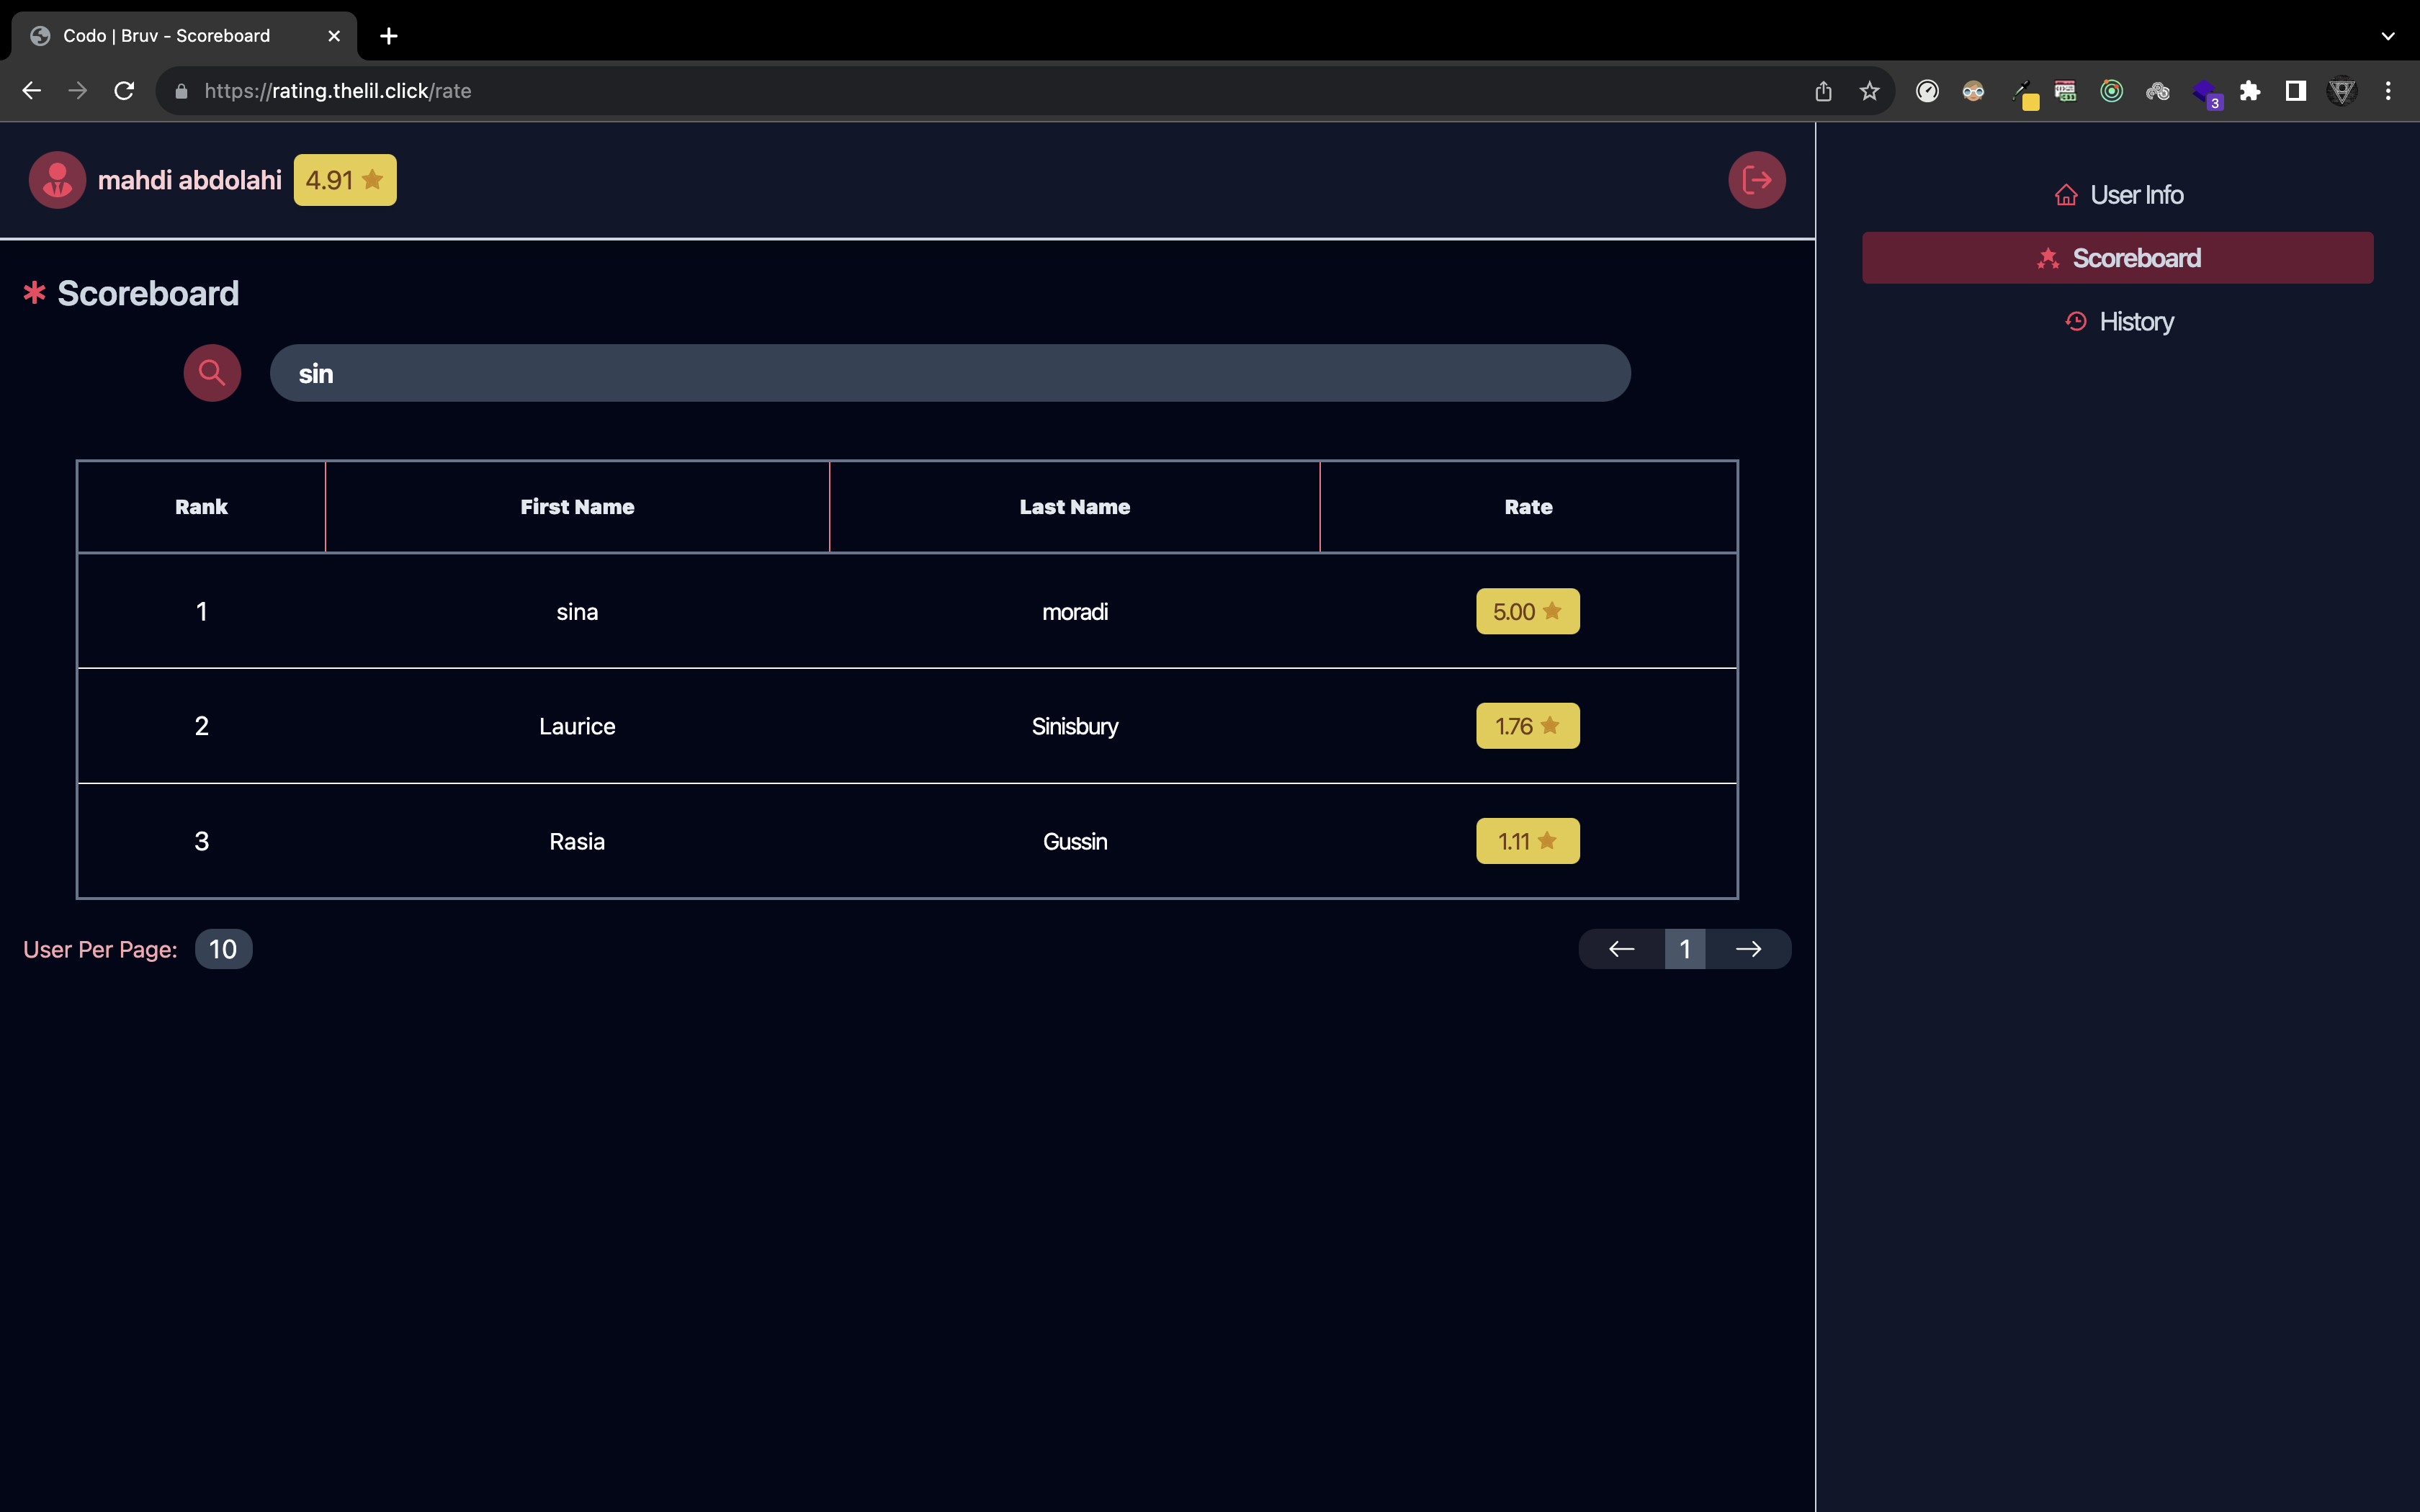 Codo | Bruv - Scoreboard
https://rating.thelil.click/rate
3
mahdi abdolahi 4.91
User Info
Scoreboard
History
* Scoreboard
sin
Rank First Name Last Name Rate
1 sina moradi 5.00
2 Laurice Sinisbury 1.76
3 Rasia Gussin 1.11
User Per Page: 10
← 1 →